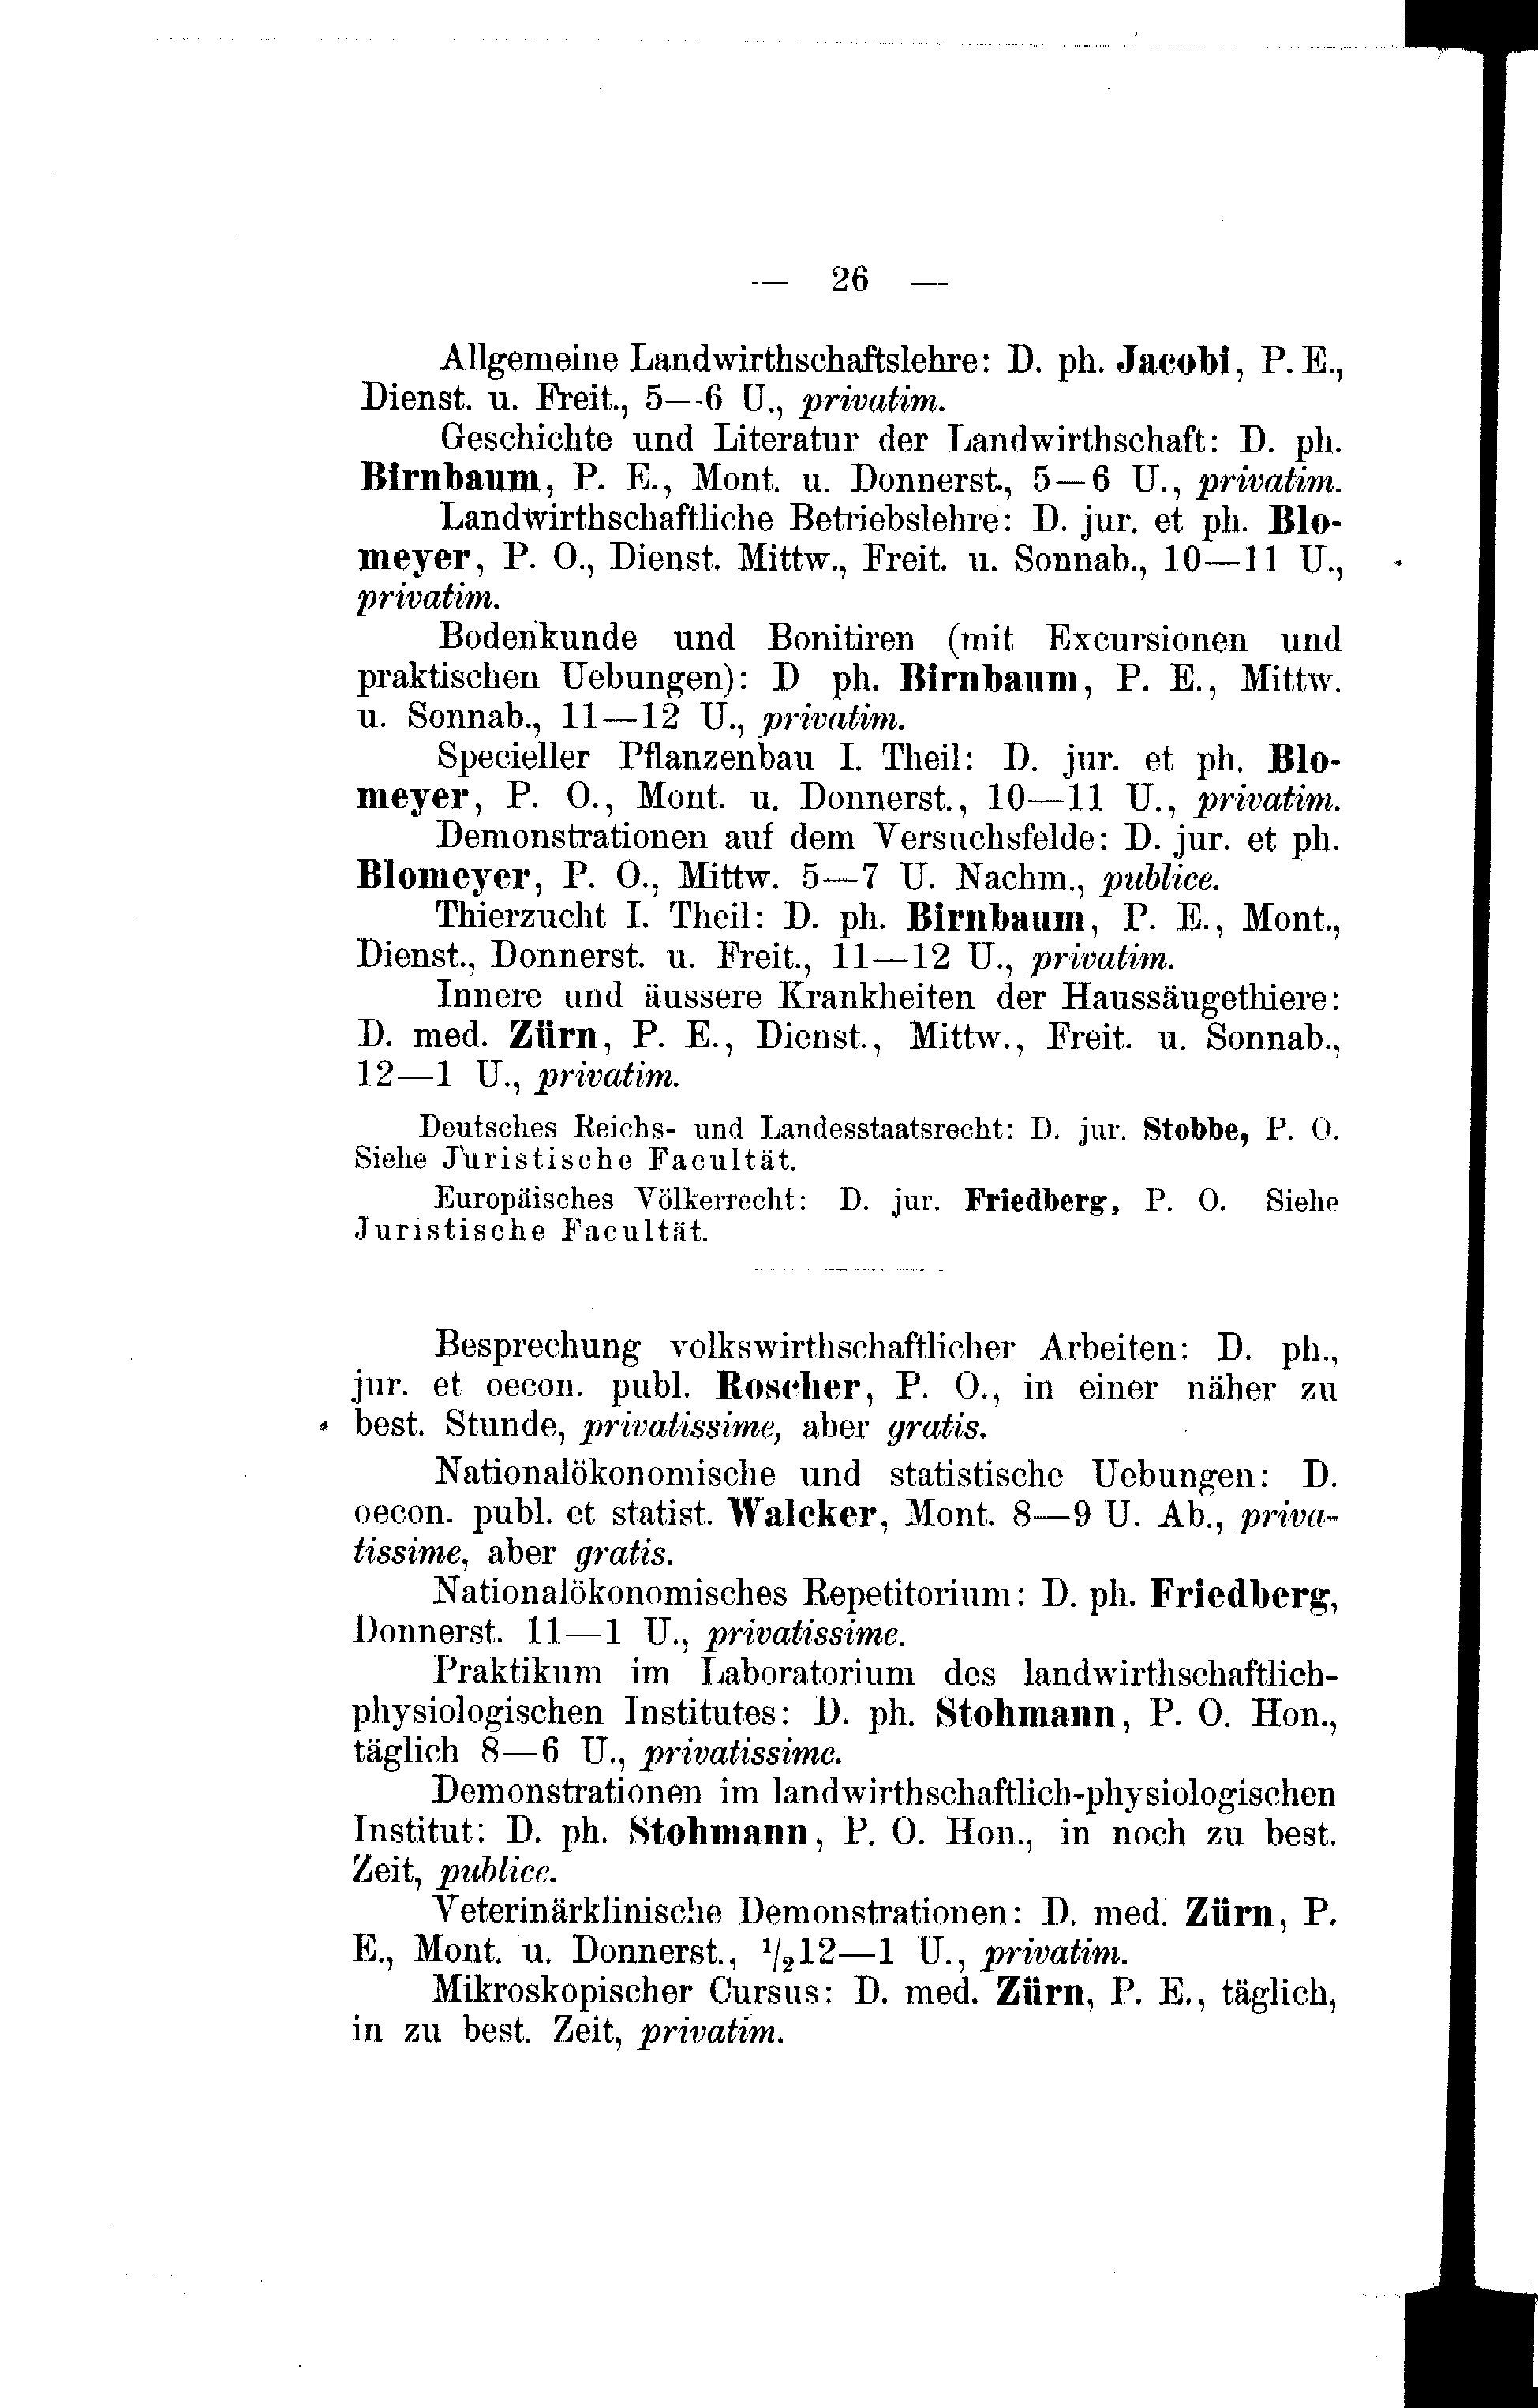 — 26 —
Allgemeine Landwirthschaftslehre: D. ph. Jacobi, P. E.,
Dienst. u. Freit., 5—6 U., privatim.
Geschichte und Literatur der Landwirthschaft: D. ph.
Birnbaum, P. E., Mont. u. Donnerst., 5—6 U., privatim.
Landwirthschaftliche Betriebslehre: D. jur. et ph. Blo-
meyer, P. O., Dienst. Mittw., Freit. u. Sonnab., 10—11 U.,
privatim.
Bodenkunde und Bonitiren (mit Excursionen und
praktischen Uebungen): D ph. Birnbaum, P. E., Mittw.
u. Sonnab., 11—12 U., privatim.
Specieller Pflanzenbau I. Theil: D. jur. et ph. Blo-
meyer, P. O., Mont. u. Donnerst., 10—11 U., privatim.
Demonstrationen auf dem Versuchsfelde: D. jur. et ph.
Blomeyer, P. O., Mittw. 5—7 U. Nachm., publice.
Thierzucht I. Theil: D. ph. Birnbaum, P. E., Mont.,
Dienst., Donnerst. u. Freit., 11—12 U., privatim.
Innere und äussere Krankheiten der Haussäugethiere:
D. med. Zürn, P. E., Dienst., Mittw., Freit. u. Sonnab.,
12—1 U., privatim.
Deutsches Reichs- und Landesstaatsrecht: D. jur. Stobbe, P. O.
Siehe Juristische Facultät.
Europäisches Völkerrecht: D. jur. Friedberg, P. O. Siehe
Juristische Facultät.
Besprechung volkswirthschaftlicher Arbeiten: D. ph.,
jur. et oecon. publ. Roscher, P. O., in einer näher zu
best. Stunde, privatissime, aber gratis.
Nationalökonomische und statistische Uebungen: D.
oecon. publ. et statist. Walcker, Mont. 8—9 U. Ab., priva-
tissime, aber gratis.
Nationalökonomisches Repetitorium: D. ph. Friedberg,
Donnerst. 11—1 U., privatissime.
Praktikum im Laboratorium des landwirthschaftlich-
physiologischen Institutes: D. ph. Stohmann, P. O. Hon.,
täglich 8—6 U., privatissime.
Demonstrationen im landwirthschaftlich-physiologischen
Institut: D. ph. Stohmann, P. O. Hon., in noch zu best.
Zeit, publice.
Veterinärklinische Demonstrationen: D. med. Zürn, P.
E., Mont. u. Donnerst., ¹/₂12—1 U., privatim.
Mikroskopischer Cursus: D. med. Zürn, P. E., täglich,
in zu best. Zeit, privatim.